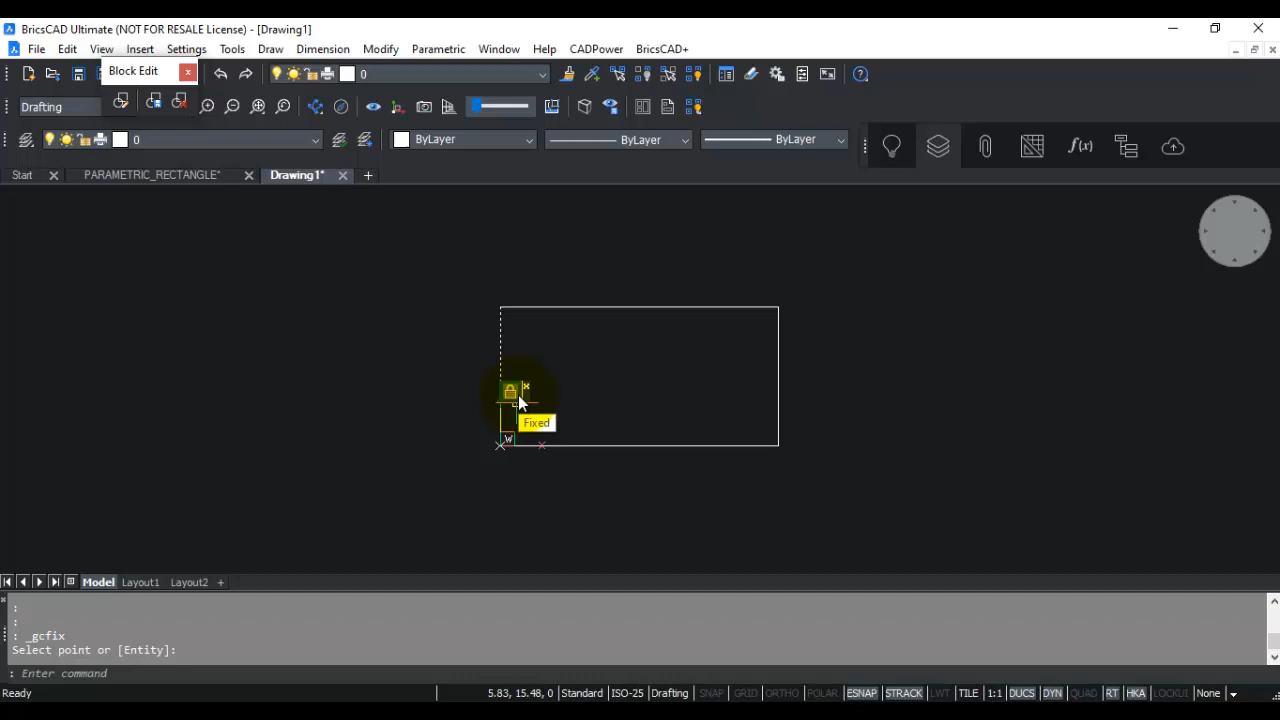 BricsCAD Ultimate (NOT FOR RESALE License) - [Drawing1]
File Edit View Insert Settings Tools Draw Dimension Modify Parametric Window Help CADPower BricsCAD+
Block Edit x
0
Drafting
0
ByLayer
ByLayer
ByLayer
f(x)
Start
PARAMETRIC_RECTANGLE*
Drawing1*
Fixed
W
Model Layout1 Layout2 +
:
:
: _gcfix
Select point or [Entity]:
: Enter command
Ready
5.83, 15.48, 0 Standard ISO-25 Drafting SNAP GRID ORTHO POLAR ESNAP STRACK LWT TILE 1:1 DUCS DYN QUAD RT HKA LOCKUI None